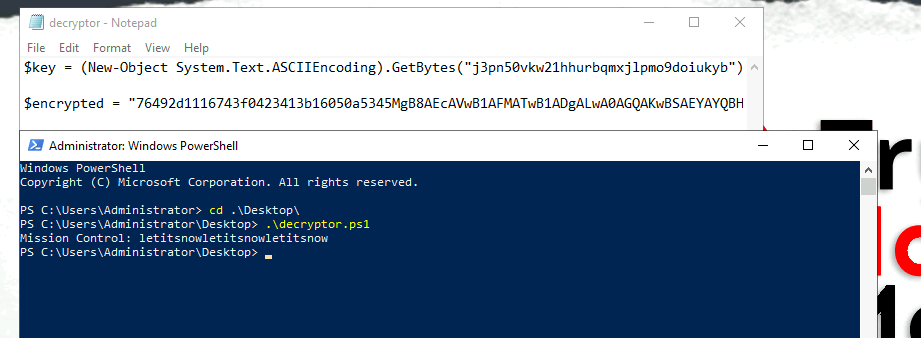 decryptor - Notepad
File Edit Format View Help
$key = (New-Object System.Text.ASCIIEncoding).GetBytes("j3pn50vkw21hhurbqmxjlpmo9doiukyb")
$encrypted = "76492d1116743f0423413b16050a5345MgB8AEcAVwB1AFMATwB1ADgALwA0AGQAKwBSAEYAYQBH
Administrator: Windows PowerShell
Windows PowerShell
Copyright (C) Microsoft Corporation. All rights reserved.
PS C:\Users\Administrator> cd .\Desktop\
PS C:\Users\Administrator\Desktop> .\decryptor.ps1
Mission Control: letitsnowletitsnowletitsnow
PS C:\Users\Administrator\Desktop>